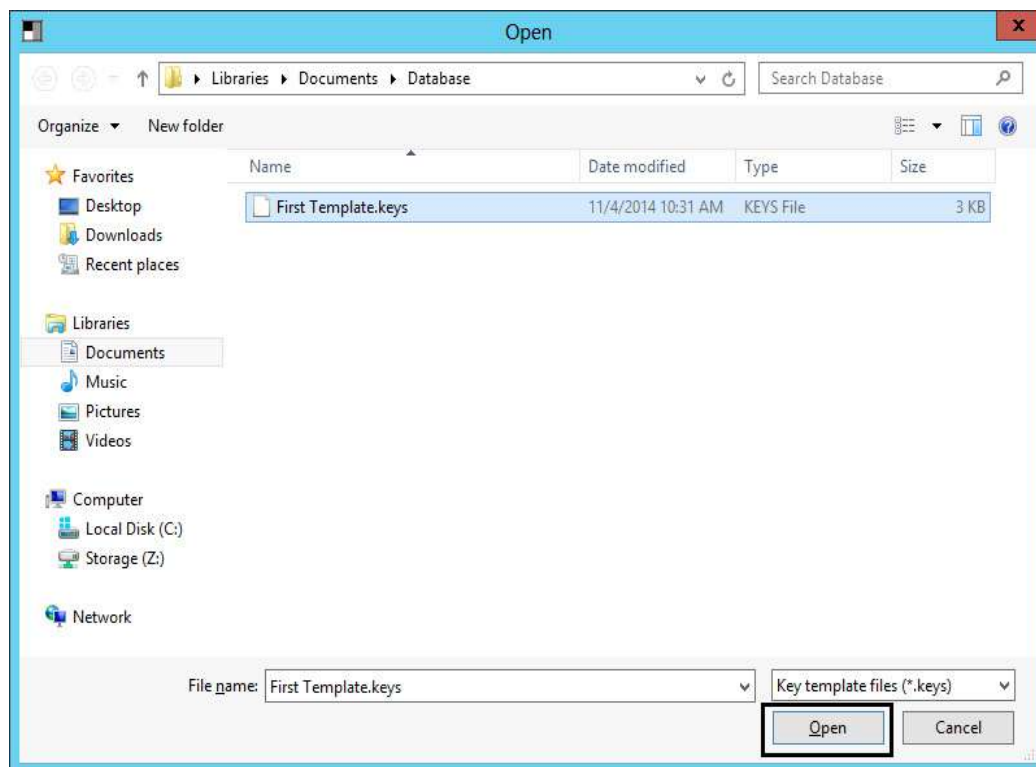 Open
x
Libraries Documents Database
Search Database
Organize New folder
Name Date modified Type Size
First Template.keys 11/4/2014 10:31 AM KEYS File 3 KB
Favorites
Desktop
Downloads
Recent places
Libraries
Documents
Music
Pictures
Videos
Computer
Local Disk (C:)
Storage (Z:)
Network
File name: First Template.keys Key template files (*.keys)
Open Cancel